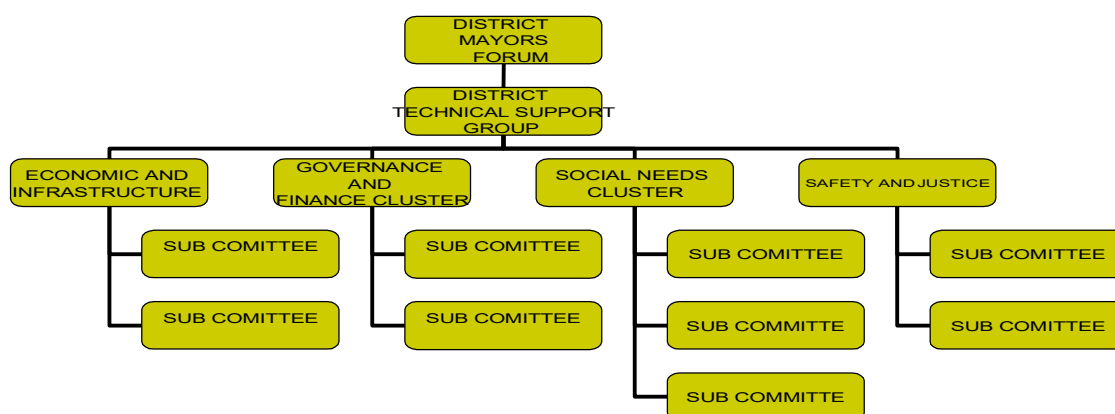 DISTRICT
MAYORS
FORUM
DISTRICT
TECHNICAL SUPPORT
GROUP
ECONOMIC AND
INFRASTRUCTURE
GOVERNANCE
AND
FINANCE CLUSTER
SOCIAL NEEDS
CLUSTER
SAFETY AND JUSTICE
SUB COMITTEE
SUB COMITTEE
SUB COMITTEE
SUB COMITTEE
SUB COMITTEE
SUB COMITTEE
SUB COMMITTE
SUB COMITTEE
SUB COMMITTE